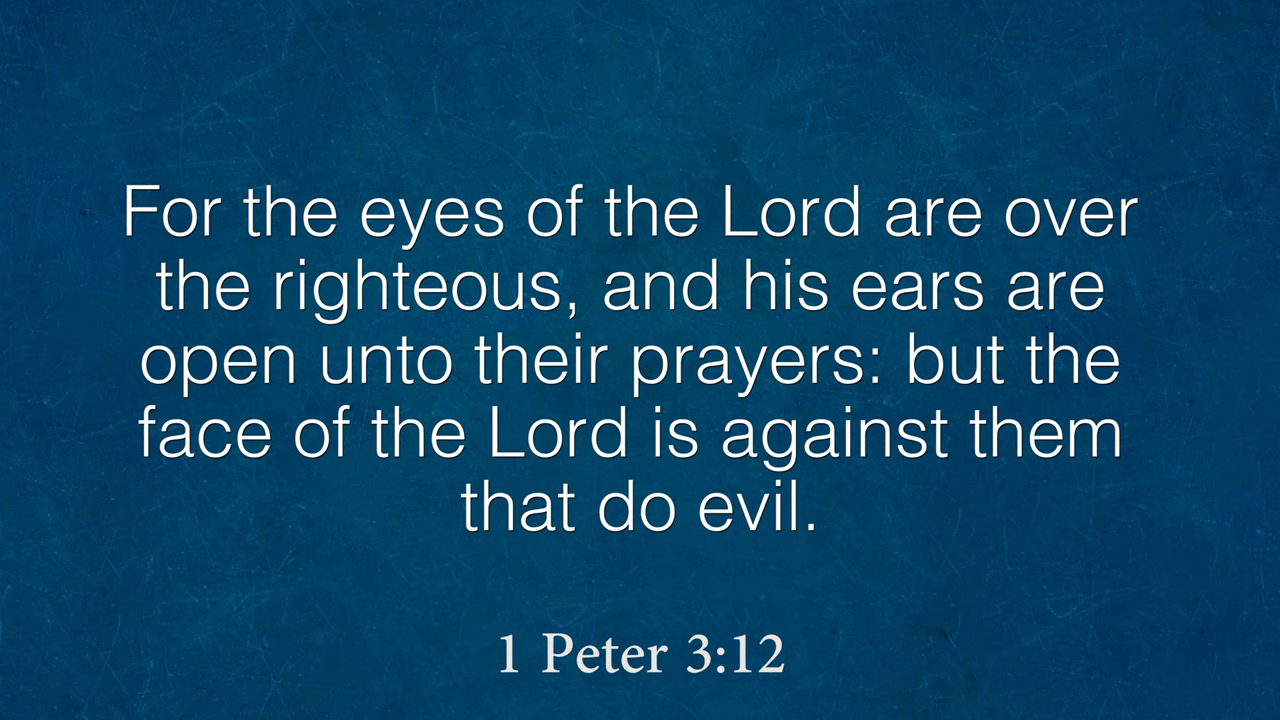 For the eyes of the Lord are over
the righteous, and his ears are
open unto their prayers: but the
face of the Lord is against them
that do evil.
1 Peter 3:12